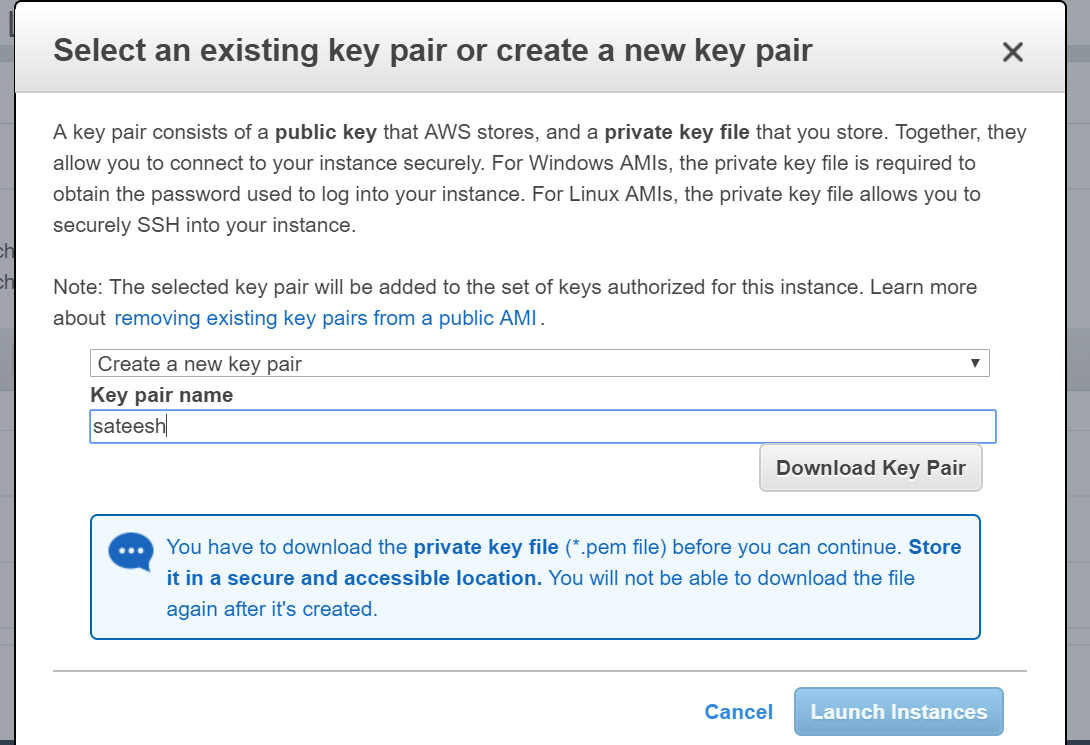 Select an existing key pair or create a new key pair
A key pair consists of a public key that AWS stores, and a private key file that you store. Together, they
allow you to connect to your instance securely. For Windows AMIs, the private key file is required to
obtain the password used to log into your instance. For Linux AMIs, the private key file allows you to
securely SSH into your instance.
Note: The selected key pair will be added to the set of keys authorized for this instance. Learn more
about removing existing key pairs from a public AMI .
Create a new key pair
Key pair name
sateesh
Download Key Pair
You have to download the private key file (*.pem file) before you can continue. Store
it in a secure and accessible location. You will not be able to download the file
again after it's created.
Cancel
Launch Instances